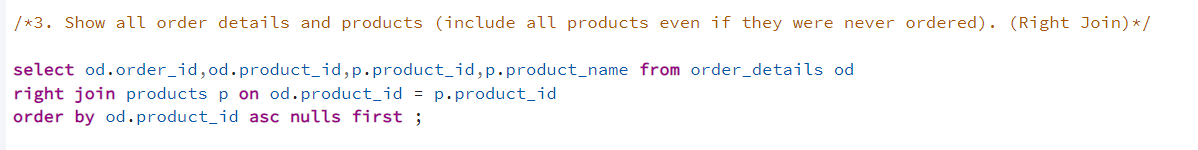 /*3. Show all order details and products (include all products even if they were never ordered). (Right Join)*/
select od.order_id,od.product_id,p.product_id,p.product_name from order_details od
right join products p on od.product_id = p.product_id
order by od.product_id asc nulls first ;